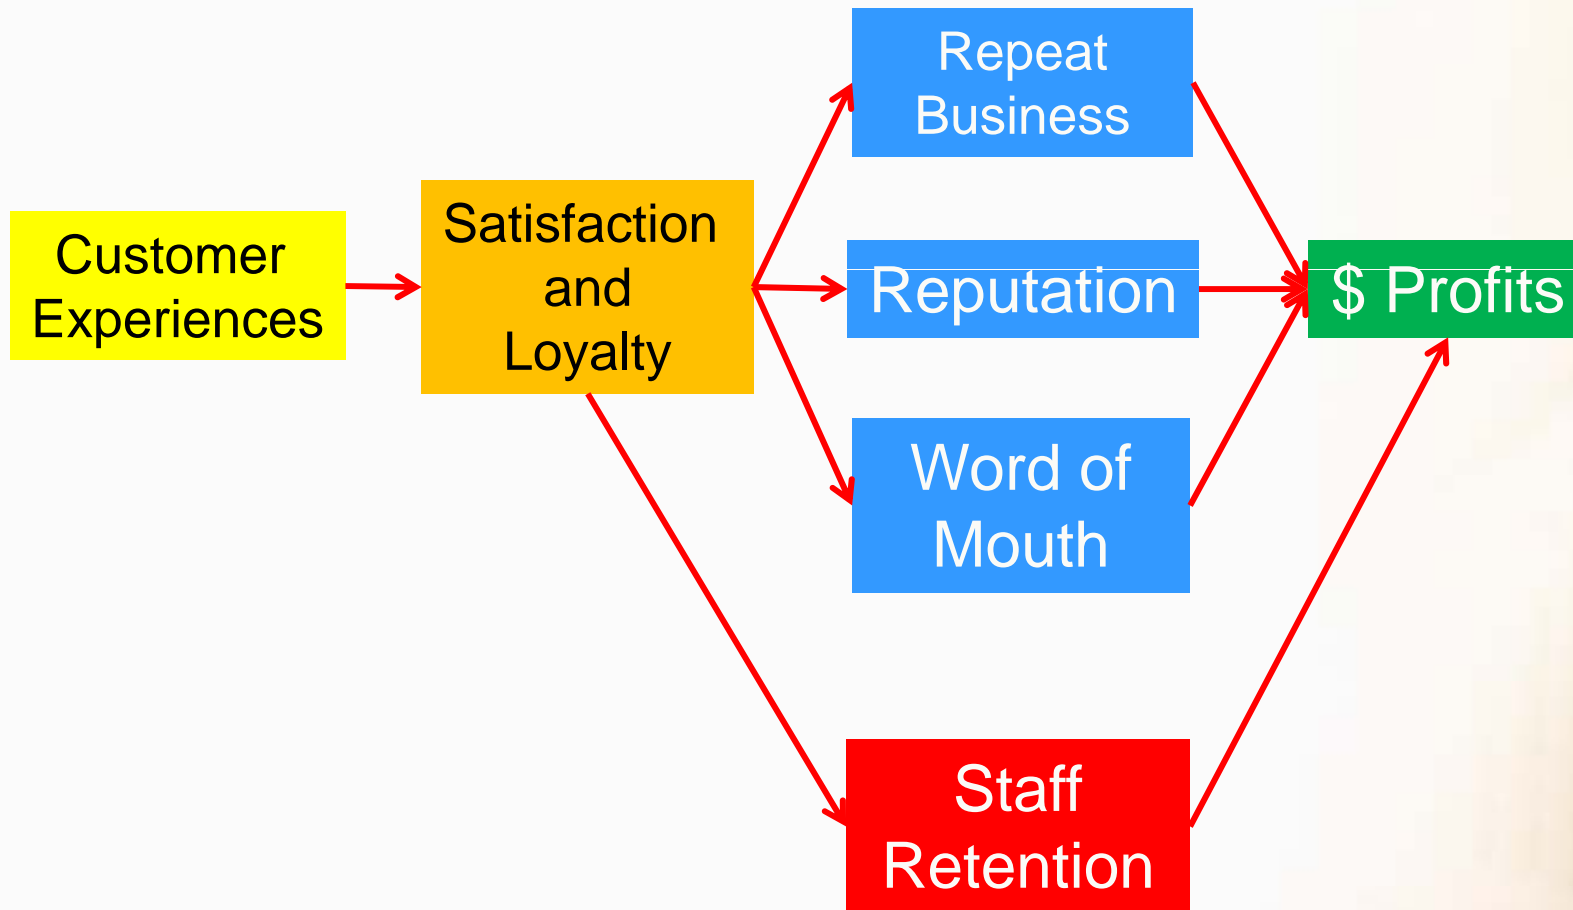 Customer
Experiences
Satisfaction
and
Loyalty
Repeat
Business
Reputation
Word of
Mouth
Staff
Retention
$ Profits